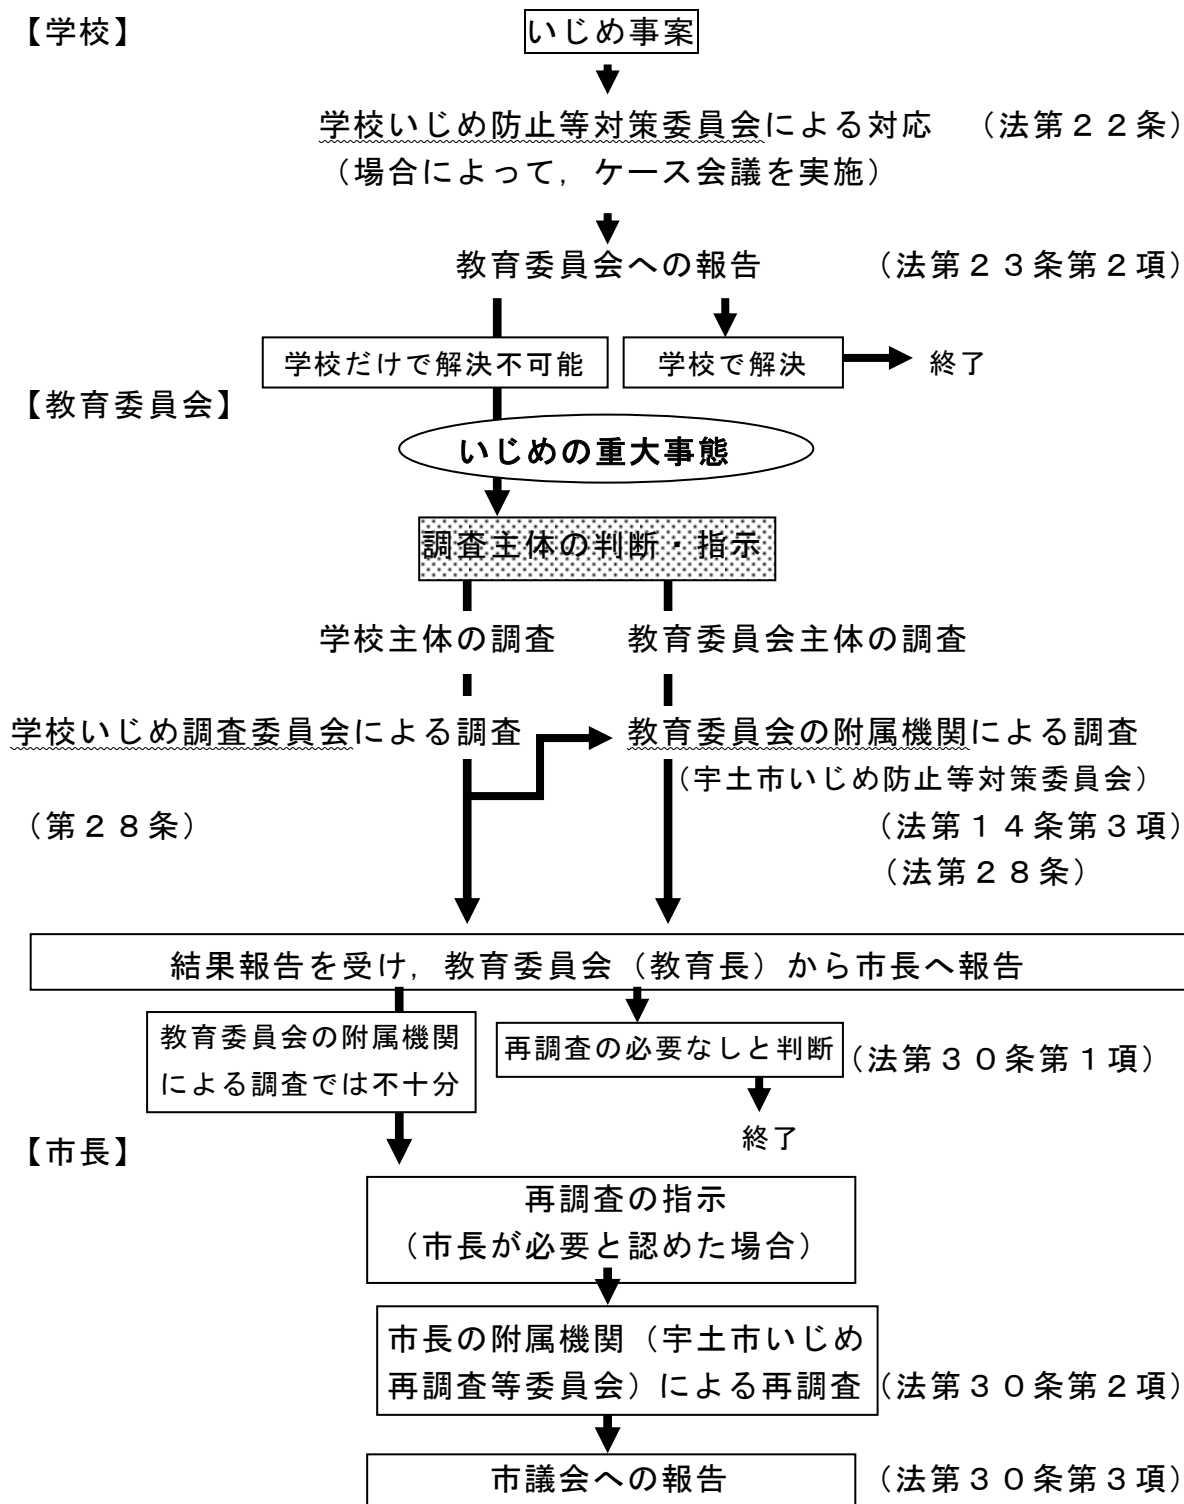 【学校】
いじめ事案
学校いじめ防止等対策委員会による対応　（法第２２条）
（場合によって，ケース会議を実施）
教育委員会への報告　（法第２３条第２項）
学校だけで解決不可能
学校で解決
終了
【教育委員会】
いじめの重大事態
調査主体の判断・指示
学校主体の調査
教育委員会主体の調査
学校いじめ調査委員会による調査
教育委員会の附属機関による調査
（宇土市いじめ防止等対策委員会）
（第２８条）
（法第１４条第３項）
（法第２８条）
結果報告を受け，教育委員会（教育長）から市長へ報告
教育委員会の附属機関
による調査では不十分
再調査の必要なしと判断
（法第３０条第１項）
終了
【市長】
再調査の指示
（市長が必要と認めた場合）
市長の附属機関（宇土市いじめ
再調査等委員会）による再調査
（法第３０条第２項）
市議会への報告
（法第３０条第３項）